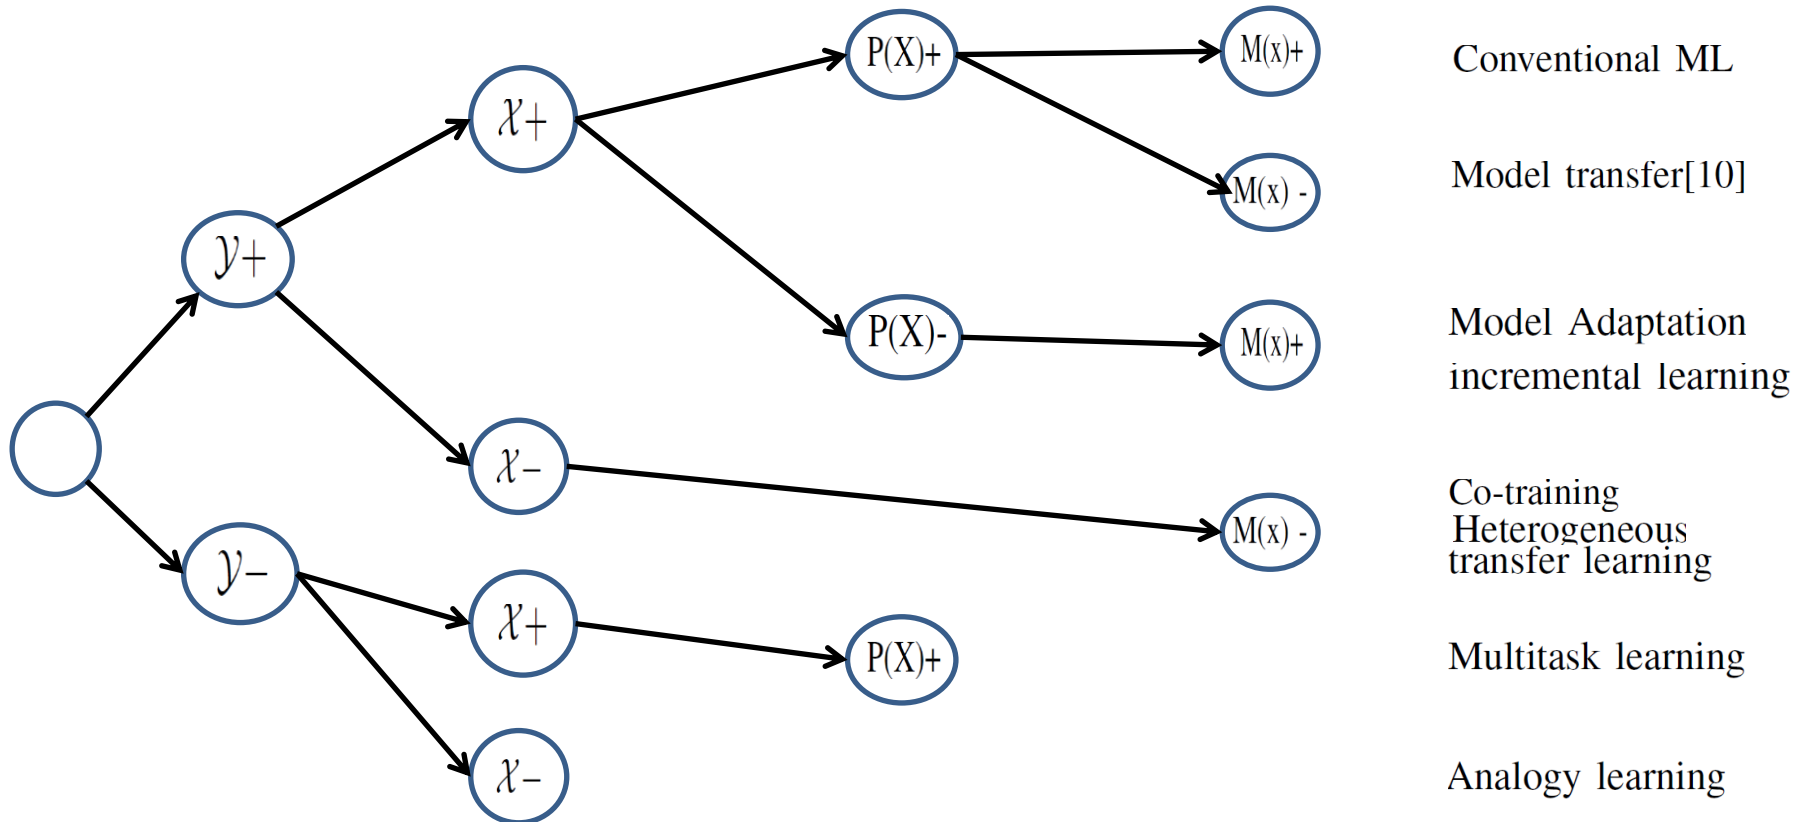 P(X)+
M(x)+
Conventional ML
𝒳+
M(x) -
Model transfer[10]
𝒴+
P(X)-
M(x)+
Model Adaptation
incremental learning
𝒳−
M(x) -
Co-training
Heterogeneous
transfer learning
𝒴−
𝒳+
P(X)+
Multitask learning
𝒳−
Analogy learning